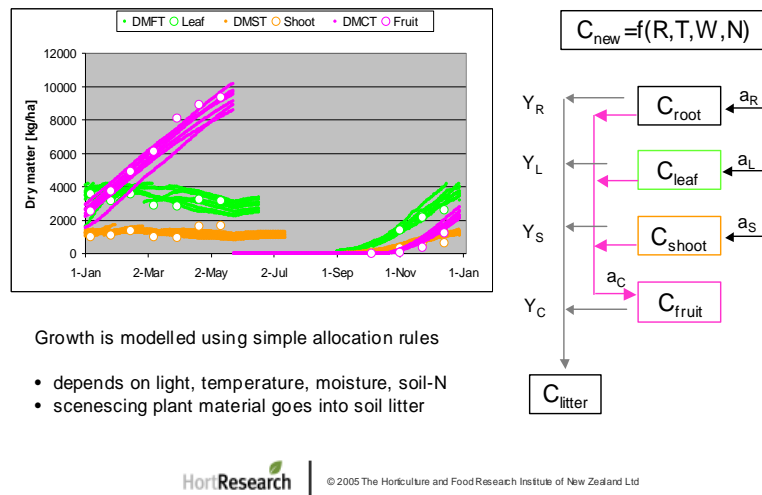 DMFT Leaf DMST Shoot DMCT Fruit
12000
10000
8000
6000
4000
2000
0
Dry matter [kg/ha]
1-Jan 2-Mar 2-May 2-Jul 1-Sep 1-Nov 1-Jan
C_new =f(R,T,W,N)
Y_R
C_root
a_R
Y_L
C_leaf
a_L
Y_S
C_shoot
a_S
a_C
Y_C
C_fruit
C_litter
Growth is modelled using simple allocation rules
• depends on light, temperature, moisture, soil-N
• scenescing plant material goes into soil litter
HortResearch
© 2005 The Horticulture and Food Research Institute of New Zealand Ltd